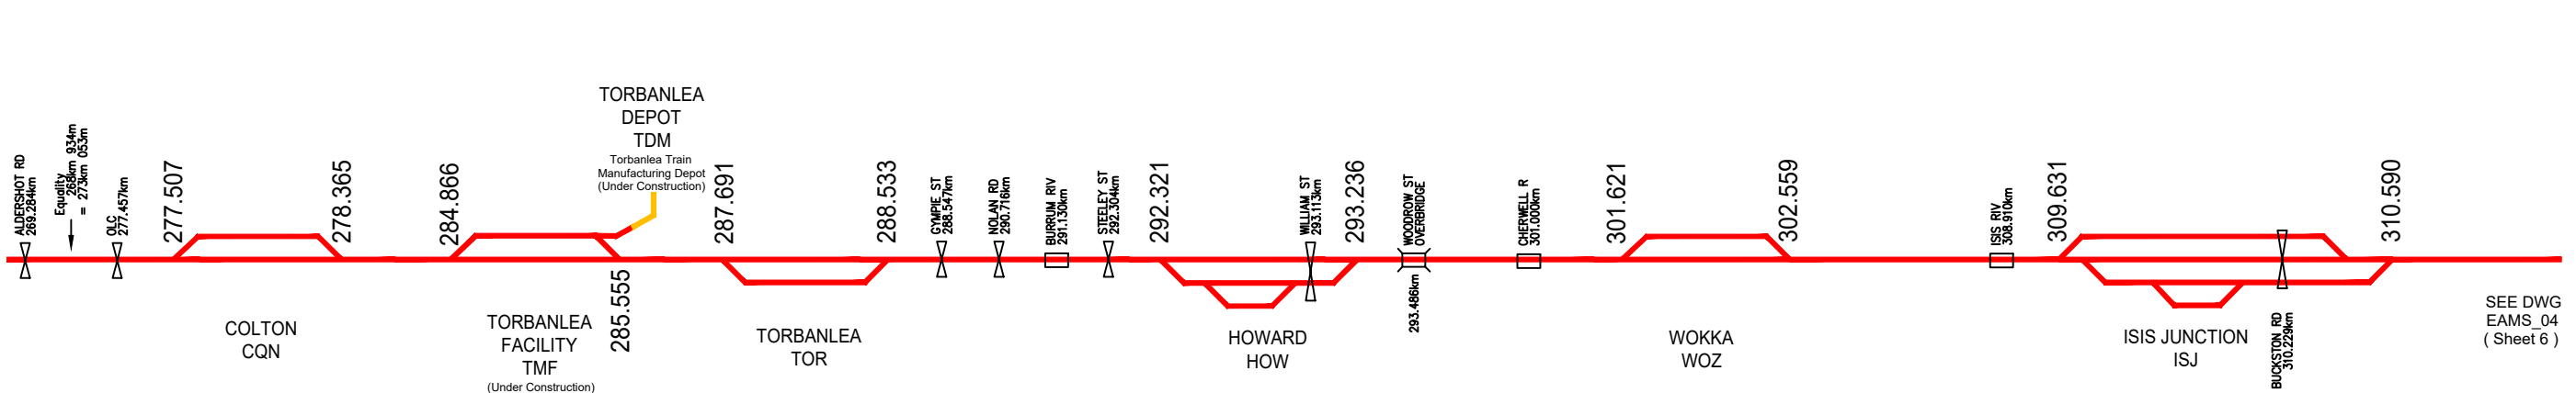 ALDERSHOT RD
269.284km
Equality
268km 934m
= 273km 053m
OLC
277.457km
277.507
278.365
COLTON
CQN
284.866
285.555
TORBANLEA
FACILITY
TMF
(Under Construction)
TORBANLEA
DEPOT
TDM
Torbanlea Train
Manufacturing Depot
(Under Construction)
287.691
288.533
TORBANLEA
TOR
GYMPIE ST
288.547km
NOLAN RD
290.716km
BURRUM RIV
291.130km
STEELEY ST
292.304km
292.321
WILLIAM ST
293.113km
293.236
HOWARD
HOW
WOODROW ST
OVERBRIDGE
293.486km
CHERWELL R
301.000km
301.621
302.559
WOKKA
WOZ
ISIS RIV
308.910km
309.631
310.590
ISIS JUNCTION
ISJ
BUCKSTON RD
310.229km
SEE DWG
EAMS_04
( Sheet 6 )